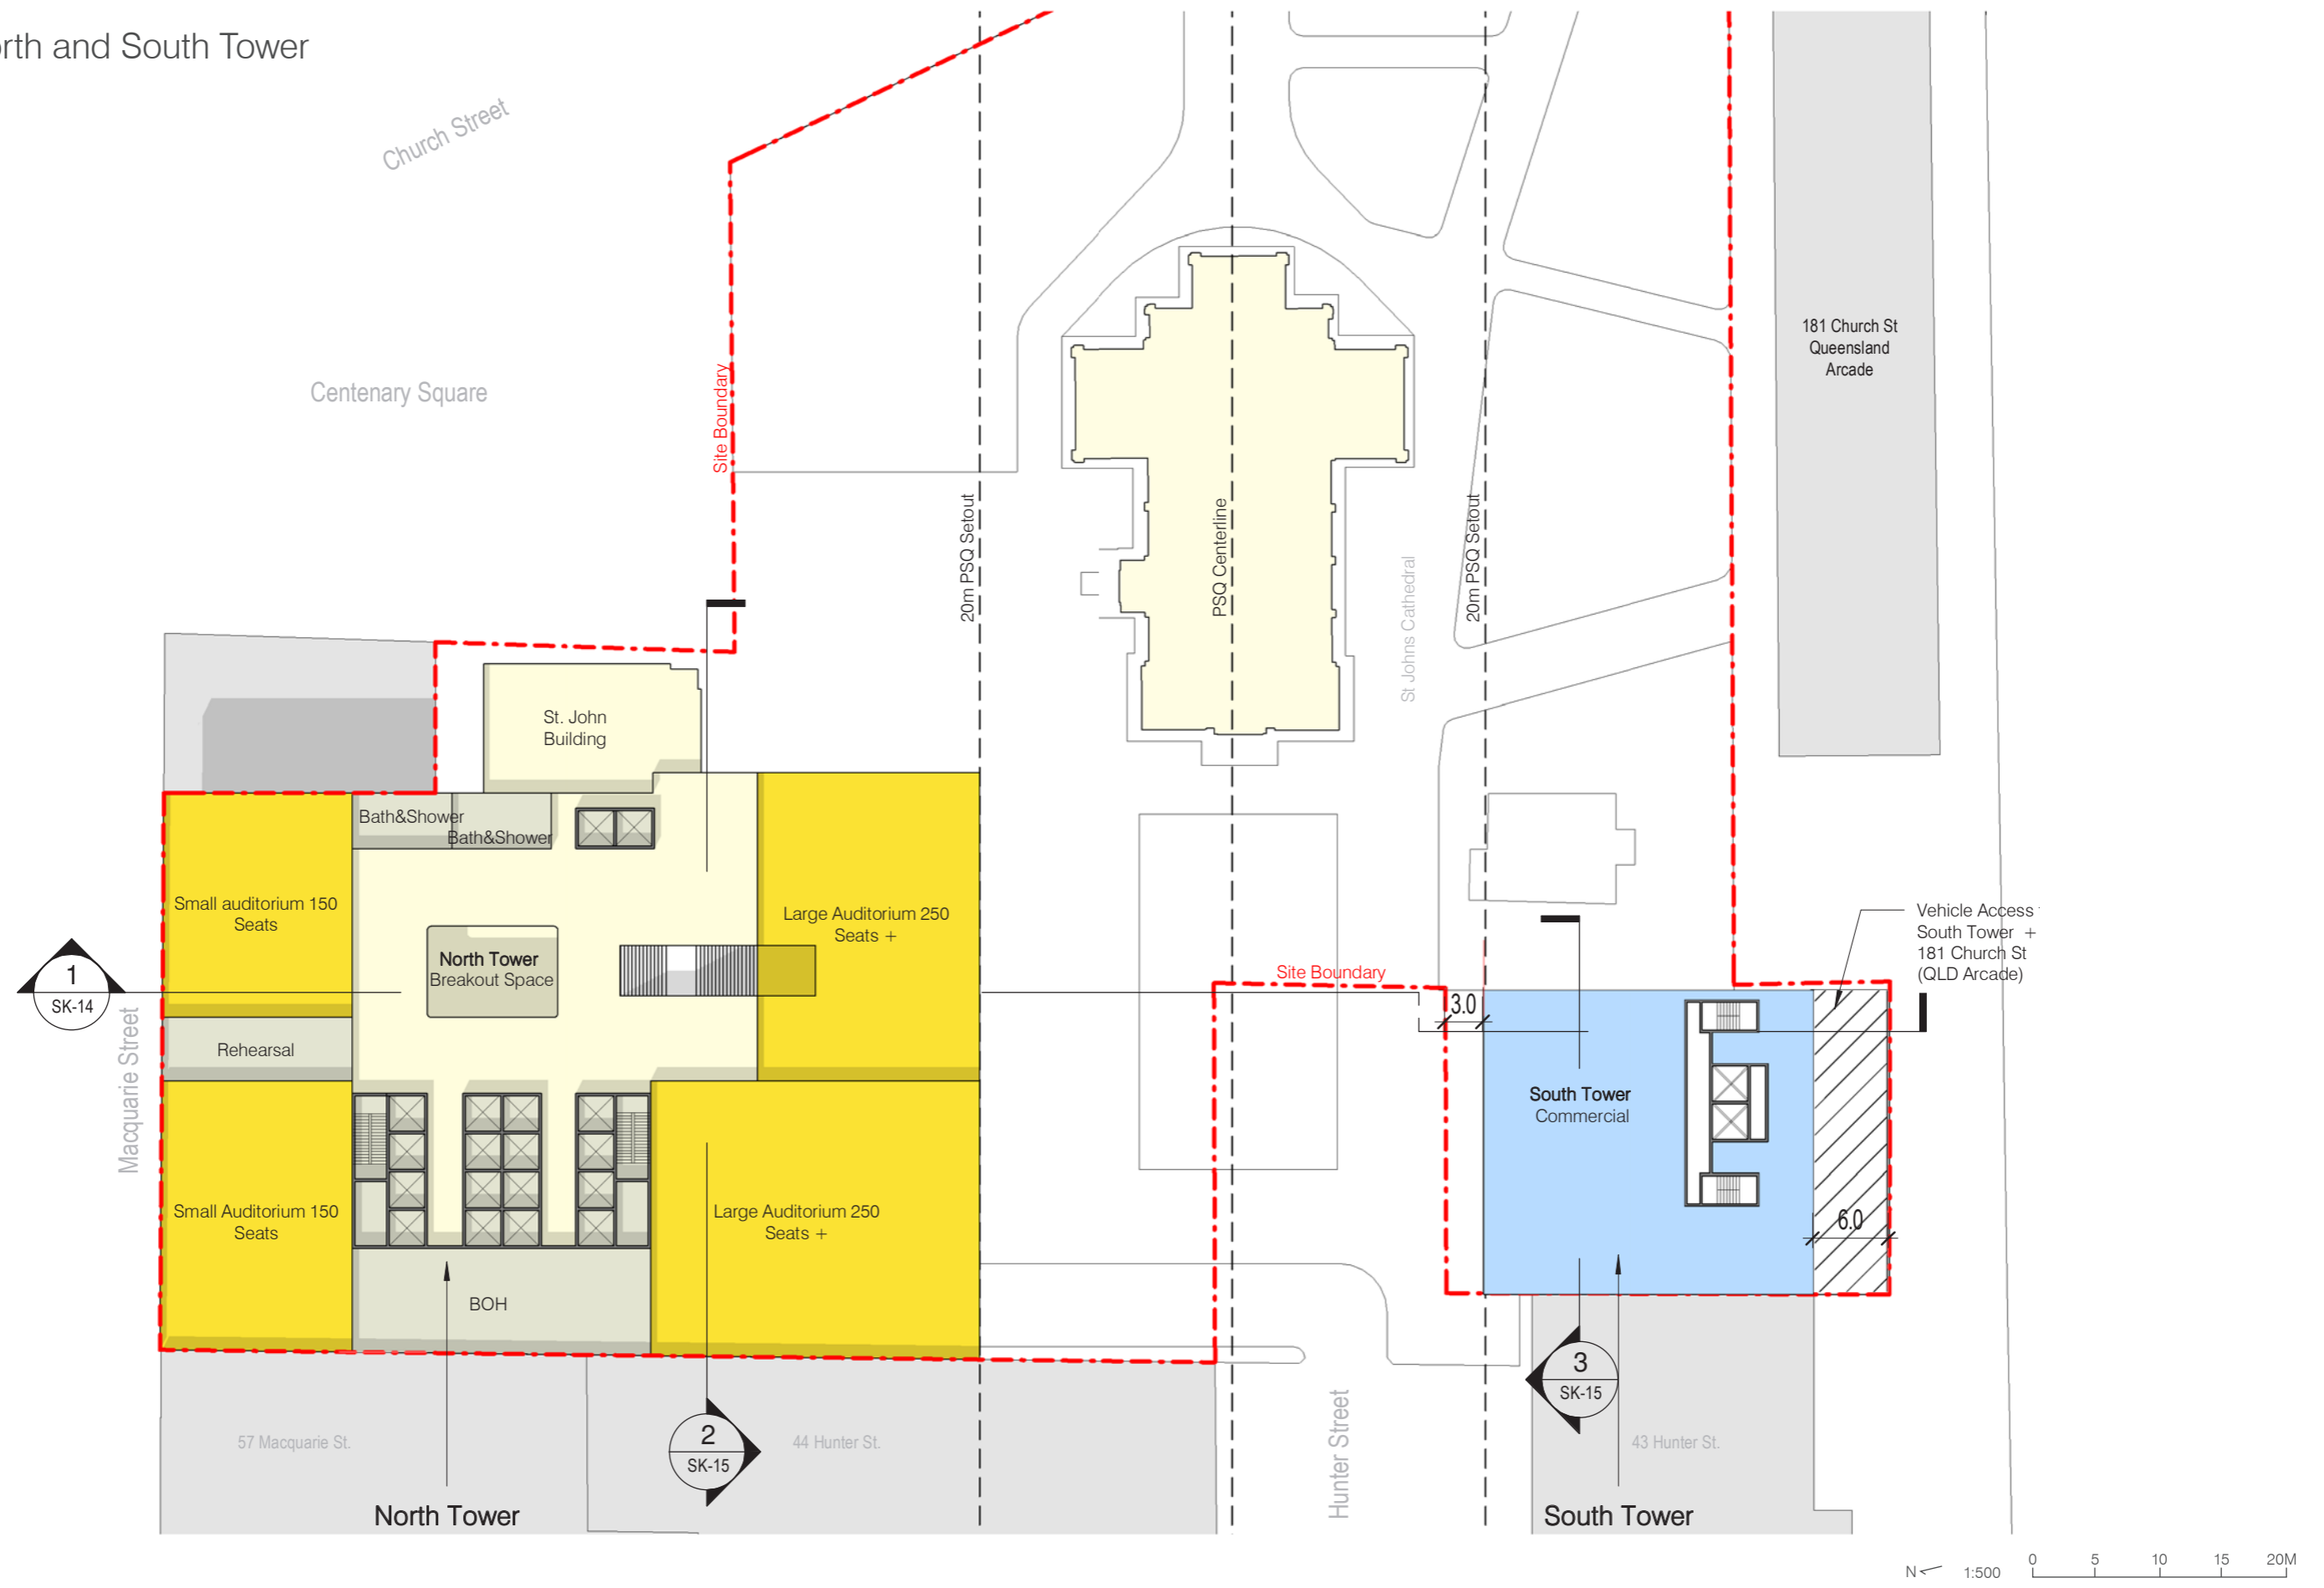 rth and South Tower
Church Street
Centenary Square
Site Boundary
20m PSQ Setout
PSQ Centerline
St Johns Cathedral
20m PSQ Setout
181 Church St
Queensland
Arcade
St. John
Building
Bath&Shower
Bath&Shower
Small auditorium 150
Seats
Large Auditorium 250
Seats +
North Tower
Breakout Space
1
SK-14
Macquarie Street
Rehearsal
Small Auditorium 150
Seats
Large Auditorium 250
Seats +
BOH
Site Boundary
3.0
Vehicle Access
South Tower +
181 Church St
(QLD Arcade)
South Tower
Commercial
6.0
3
SK-15
2
SK-15
57 Macquarie St.
44 Hunter St.
Hunter Street
43 Hunter St.
North Tower
South Tower
N
1:500
0 5 10 15 20M